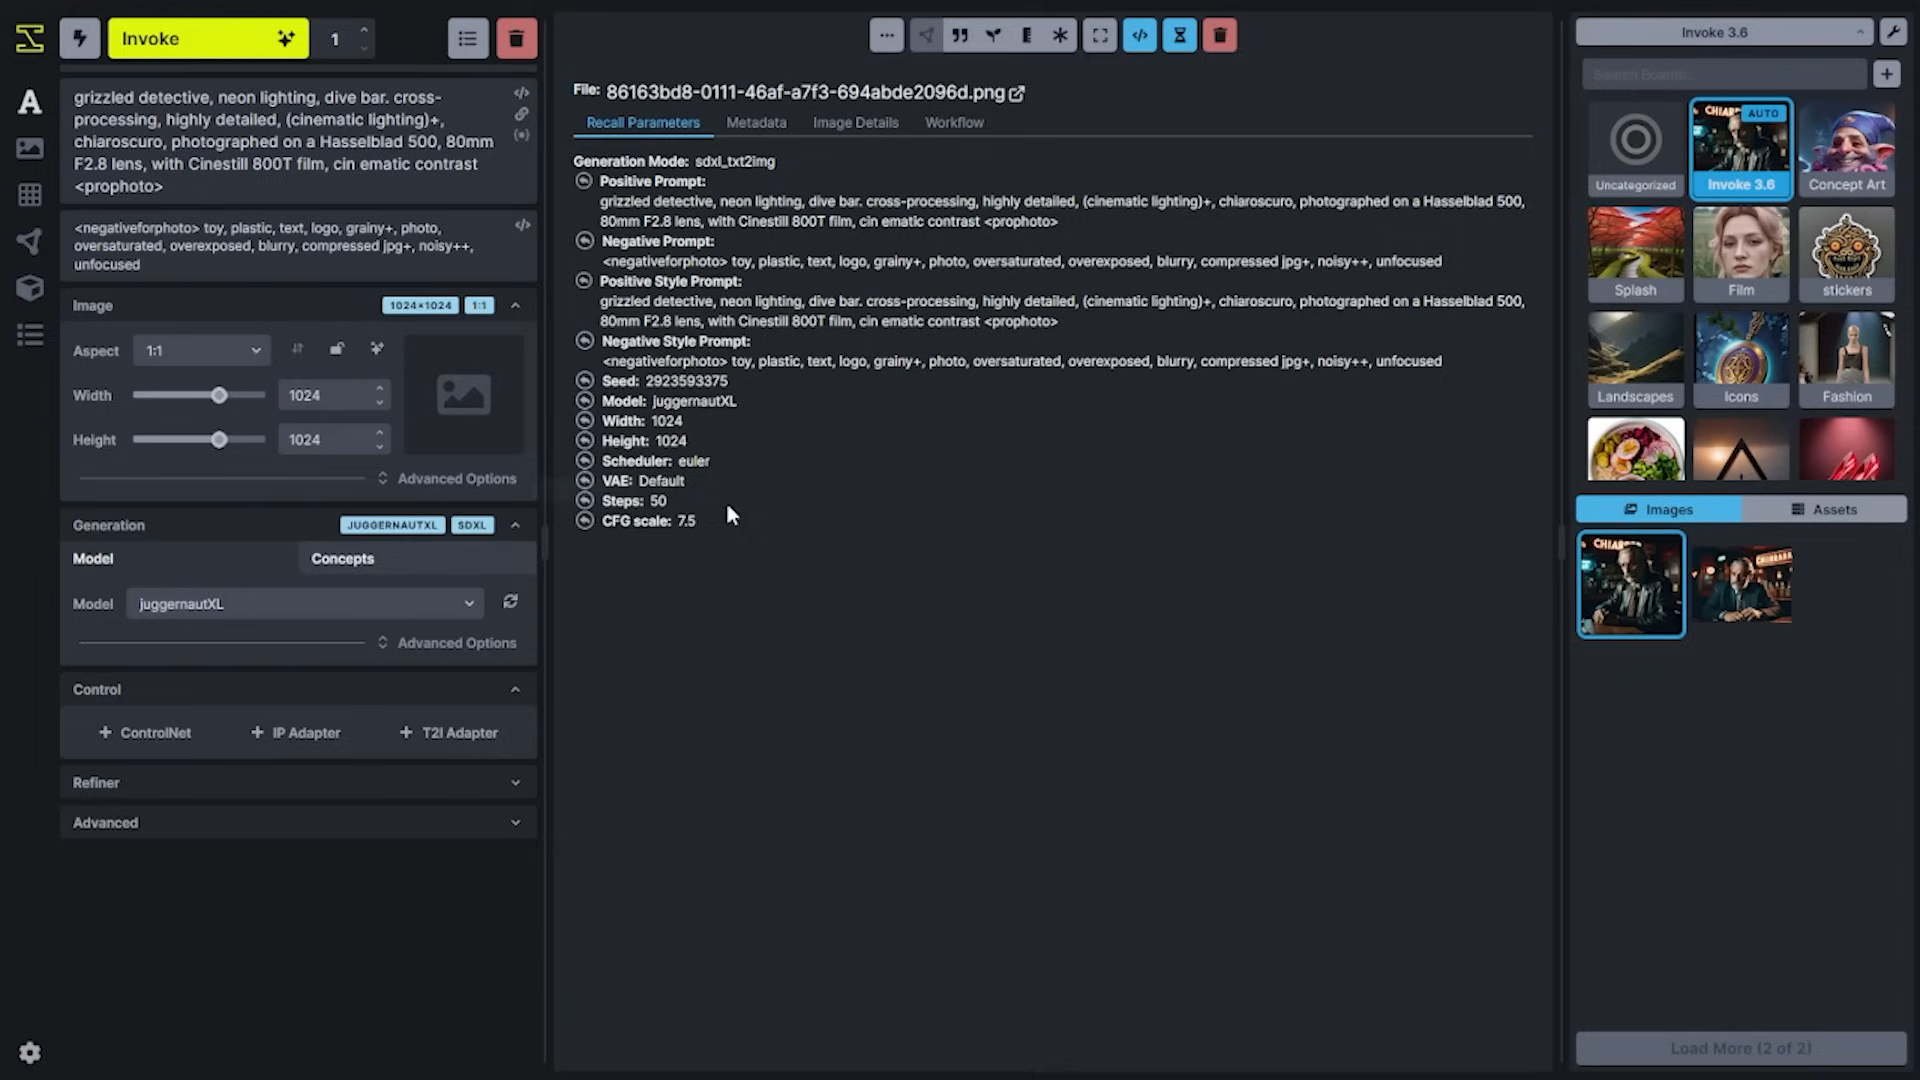 Invoke
1
grizzled detective, neon lighting, dive bar. cross-
processing, highly detailed, (cinematic lighting)+,
chiaroscuro, photographed on a Hasselblad 500, 80mm
F2.8 lens, with Cinestill 800T film, cin ematic contrast
<prophoto>
<negativeforphoto> toy, plastic, text, logo, grainy+, photo,
oversaturated, overexposed, blurry, compressed jpg+, noisy++,
unfocused
Image
1024×1024
1:1
Aspect
1:1
Width
1024
Height
1024
Advanced Options
Generation
JUGGERNAUTXL
SDXL
Model
Concepts
Model
juggernautXL
Advanced Options
Control
+ ControlNet
+ IP Adapter
+ T2I Adapter
Refiner
Advanced
File: 86163bd8-0111-46af-a7f3-694abde2096d.png
Recall Parameters
Metadata
Image Details
Workflow
Generation Mode: sdxl_txt2img
Positive Prompt:
grizzled detective, neon lighting, dive bar. cross-processing, highly detailed, (cinematic lighting)+, chiaroscuro, photographed on a Hasselblad 500,
80mm F2.8 lens, with Cinestill 800T film, cin ematic contrast <prophoto>
Negative Prompt:
<negativeforphoto> toy, plastic, text, logo, grainy+, photo, oversaturated, overexposed, blurry, compressed jpg+, noisy++, unfocused
Positive Style Prompt:
grizzled detective, neon lighting, dive bar. cross-processing, highly detailed, (cinematic lighting)+, chiaroscuro, photographed on a Hasselblad 500,
80mm F2.8 lens, with Cinestill 800T film, cin ematic contrast <prophoto>
Negative Style Prompt:
<negativeforphoto> toy, plastic, text, logo, grainy+, photo, oversaturated, overexposed, blurry, compressed jpg+, noisy++, unfocused
Seed: 2923593375
Model: juggernautXL
Width: 1024
Height: 1024
Scheduler: euler
VAE: Default
Steps: 50
CFG scale: 7.5
Invoke 3.6
Search Boards...
AUTO
Uncategorized
Invoke 3.6
Concept Art
Splash
Film
stickers
Landscapes
Icons
Fashion
Images
Assets
Load More (2 of 2)